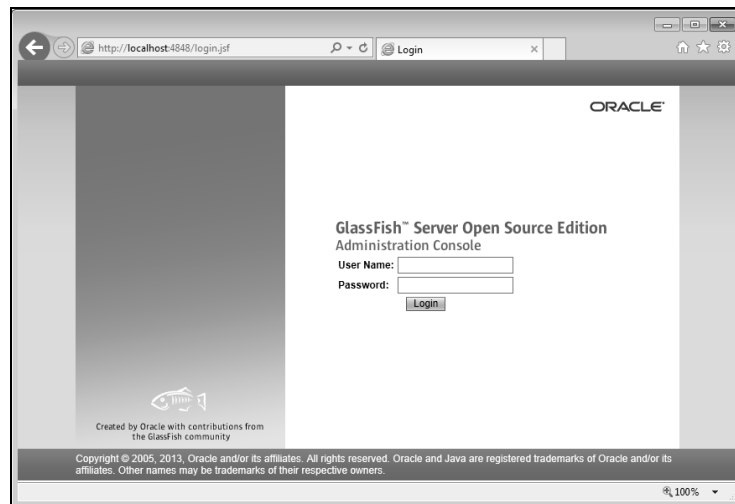 http://localhost:4848/login.jsf
Login
ORACLE
GlassFish™ Server Open Source Edition
Administration Console
User Name:
Password:
Login
Created by Oracle with contributions from
the GlassFish community
Copyright © 2005, 2013, Oracle and/or its affiliates. All rights reserved. Oracle and Java are registered trademarks of Oracle and/or its
affiliates. Other names may be trademarks of their respective owners.
100%